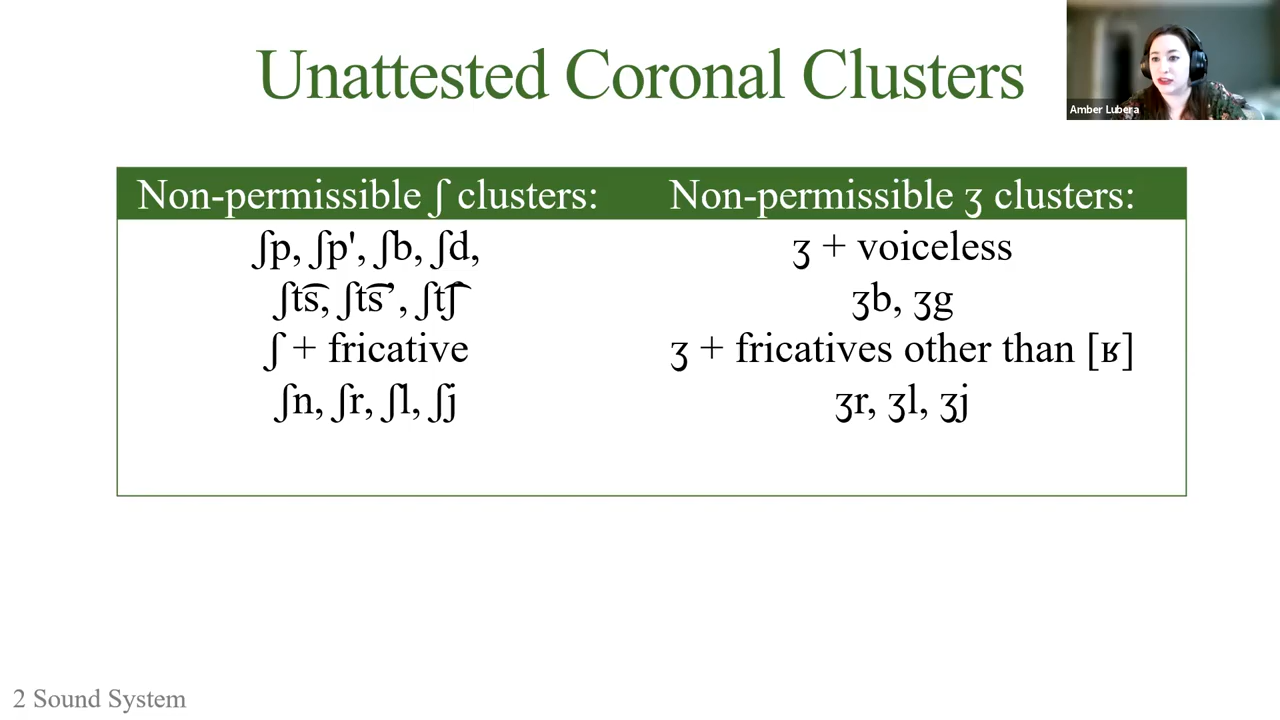 Unattested Coronal Clusters
Amber Lubera
Non-permissible ʃ clusters:
Non-permissible ʒ clusters:
ʃp, ʃp', ʃb, ʃd,
ʒ + voiceless
ʃt͡s, ʃt͡s’, ʃt͡ʃ
ʒb, ʒg
ʃ + fricative
ʒ + fricatives other than [ʁ]
ʃn, ʃr, ʃl, ʃj
ʒr, ʒl, ʒj
2 Sound System